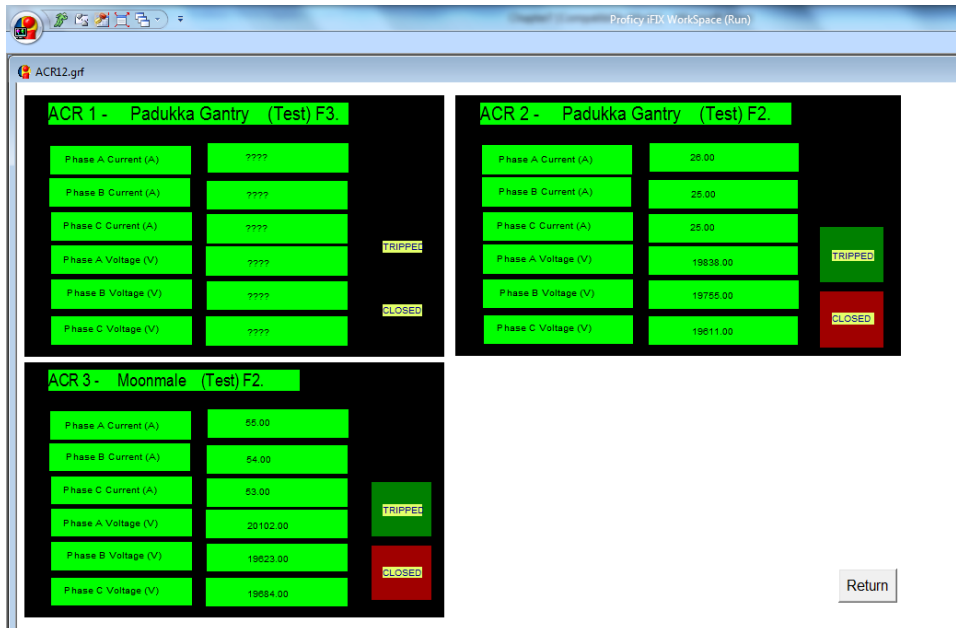 Proficy iFIX WorkSpace (Run)
ACR12.grf
ACR 1 - Padukka Gantry (Test) F3.
Phase A Current (A) ????
Phase B Current (A) ????
Phase C Current (A) ????
Phase A Voltage (V) ????
Phase B Voltage (V) ????
Phase C Voltage (V) ????
TRIPPED
CLOSED
ACR 2 - Padukka Gantry (Test) F2.
Phase A Current (A) 26.00
Phase B Current (A) 25.00
Phase C Current (A) 25.00
Phase A Voltage (V) 19838.00
Phase B Voltage (V) 19755.00
Phase C Voltage (V) 19611.00
TRIPPED
CLOSED
ACR 3 - Moonmale (Test) F2.
Phase A Current (A) 55.00
Phase B Current (A) 54.00
Phase C Current (A) 53.00
Phase A Voltage (V) 20102.00
Phase B Voltage (V) 19623.00
Phase C Voltage (V) 19684.00
TRIPPED
CLOSED
Return